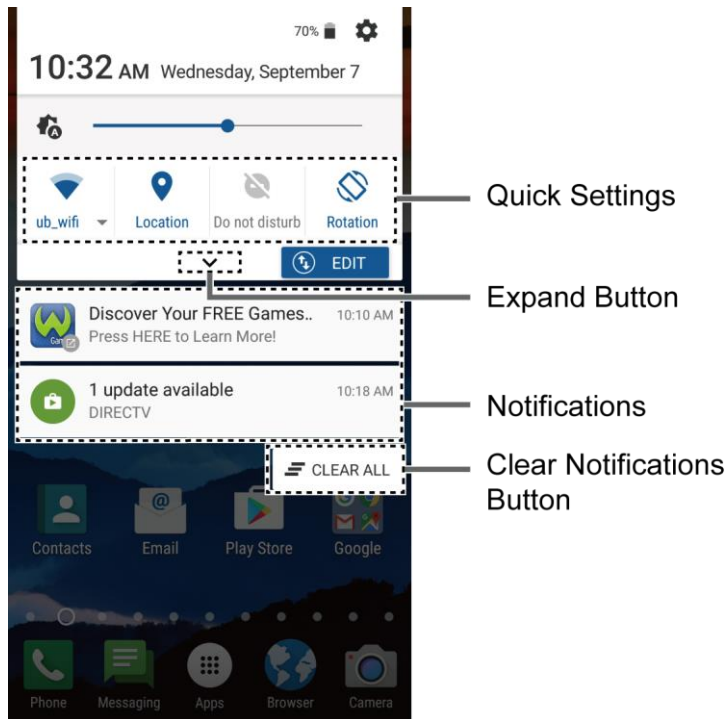 70%
10:32 AM Wednesday, September 7
A
ub_wifi Location Do not disturb Rotation
Quick Settings
EDIT
Expand Button
Discover Your FREE Games.. 10:10 AM
Press HERE to Learn More!
W
Gam
1 update available 10:18 AM
DIRECTV
Notifications
CLEAR ALL
Clear Notifications
Button
@
Contacts Email Play Store Google
Phone Messaging Apps Browser Camera